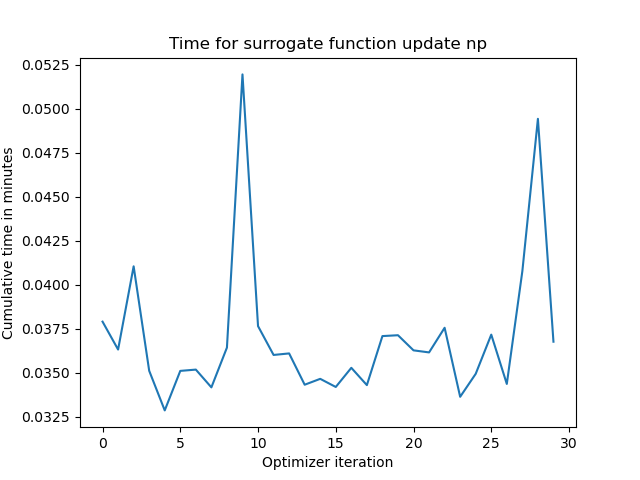 Time for surrogate function update np
Cumulative time in minutes
0.0525
0.0500
0.0475
0.0450
0.0425
0.0400
0.0375
0.0350
0.0325
0 5 10 15 20 25 30
Optimizer iteration